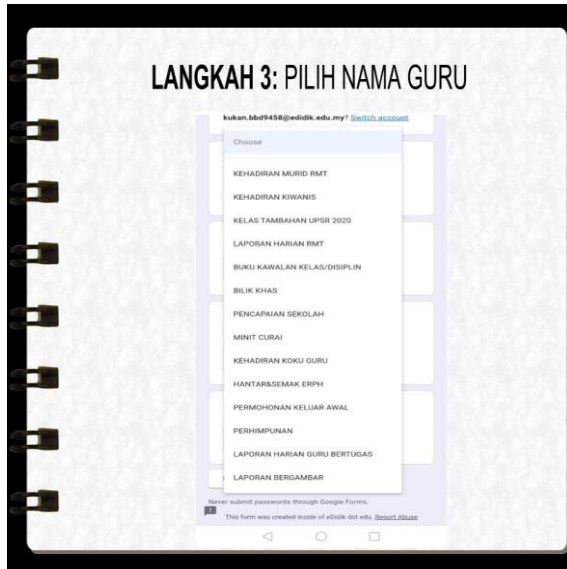 LANGKAH 3: PILIH NAMA GURU
kukan.bbd9458@edidik.edu.my? Switch account
Choose
KEHADIRAN MURID RMT
KEHADIRAN KIWANIS
KELAS TAMBAHAN UPSR 2020
LAPORAN HARIAN RMT
BUKU KAWALAN KELAS/DISIPLIN
BILIK KHAS
PENCAPAIAN SEKOLAH
MINIT CURAI
KEHADIRAN KOKU GURU
HANTAR&SEMAK ERPH
PERMOHONAN KELUAR AWAL
PERHIMPUNAN
LAPORAN HARIAN GURU BERTUGAS
LAPORAN BERGAMBAR
Never submit passwords through Google Forms.
This form was created inside of eDidik dot edu. Report Abuse